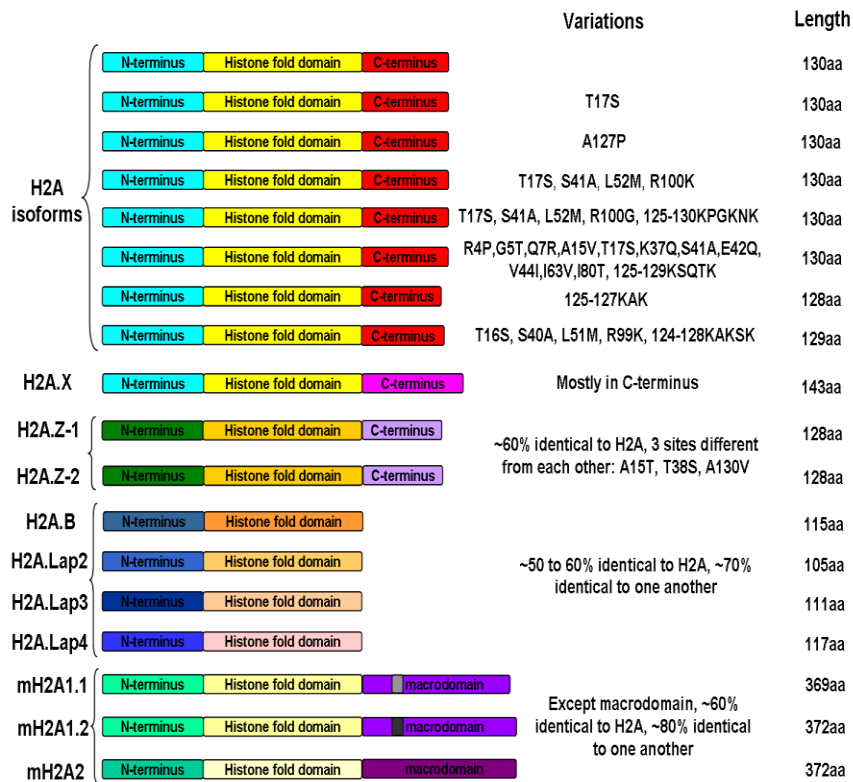 Variations Length
N-terminus Histone fold domain C-terminus 130aa
N-terminus Histone fold domain C-terminus T17S 130aa
N-terminus Histone fold domain C-terminus A127P 130aa
H2A isoforms
N-terminus Histone fold domain C-terminus T17S, S41A, L52M, R100K 130aa
N-terminus Histone fold domain C-terminus T17S, S41A, L52M, R100G, 125-130KPGKNK 130aa
N-terminus Histone fold domain C-terminus R4P,G5T,Q7R,A15V,T17S,K37Q,S41A,E42Q,
V44I,I63V,I80T, 125-129KSQTK 130aa
N-terminus Histone fold domain C-terminus 125-127KAK 128aa
N-terminus Histone fold domain C-terminus T16S, S40A, L51M, R99K, 124-128KAKSK 129aa
H2A.X N-terminus Histone fold domain C-terminus Mostly in C-terminus 143aa
H2A.Z-1 N-terminus Histone fold domain C-terminus 128aa
~60% identical to H2A, 3 sites different
from each other: A15T, T38S, A130V
H2A.Z-2 N-terminus Histone fold domain C-terminus 128aa
H2A.B N-terminus Histone fold domain 115aa
H2A.Lap2 N-terminus Histone fold domain 105aa
~50 to 60% identical to H2A, ~70%
identical to one another
H2A.Lap3 N-terminus Histone fold domain 111aa
H2A.Lap4 N-terminus Histone fold domain 117aa
mH2A1.1 N-terminus Histone fold domain macrodomain 369aa
Except macrodomain, ~60%
identical to H2A, ~80% identical
to one another
mH2A1.2 N-terminus Histone fold domain macrodomain 372aa
mH2A2 N-terminus Histone fold domain macrodomain 372aa